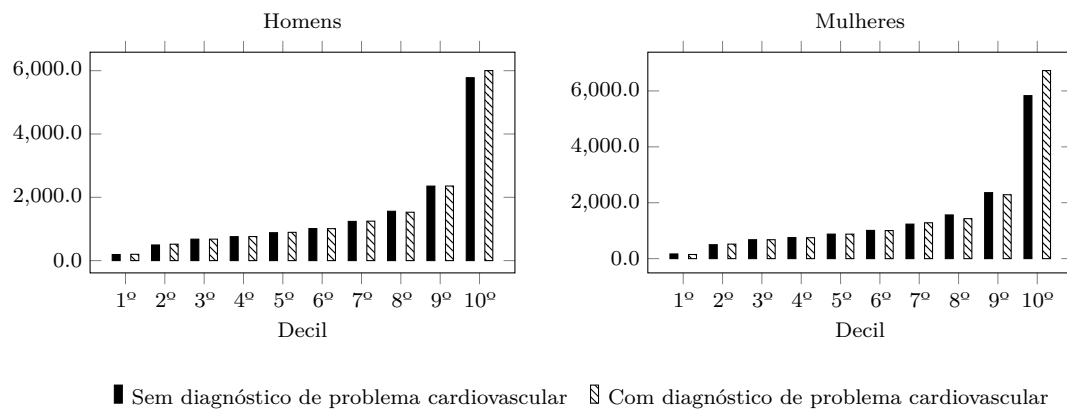 Homens
6,000.0
4,000.0
2,000.0
0.0
1º 2º 3º 4º 5º 6º 7º 8º 9º 10º
Decil
Mulheres
6,000.0
4,000.0
2,000.0
0.0
1º 2º 3º 4º 5º 6º 7º 8º 9º 10º
Decil
Sem diagnóstico de problema cardiovascular Com diagnóstico de problema cardiovascular